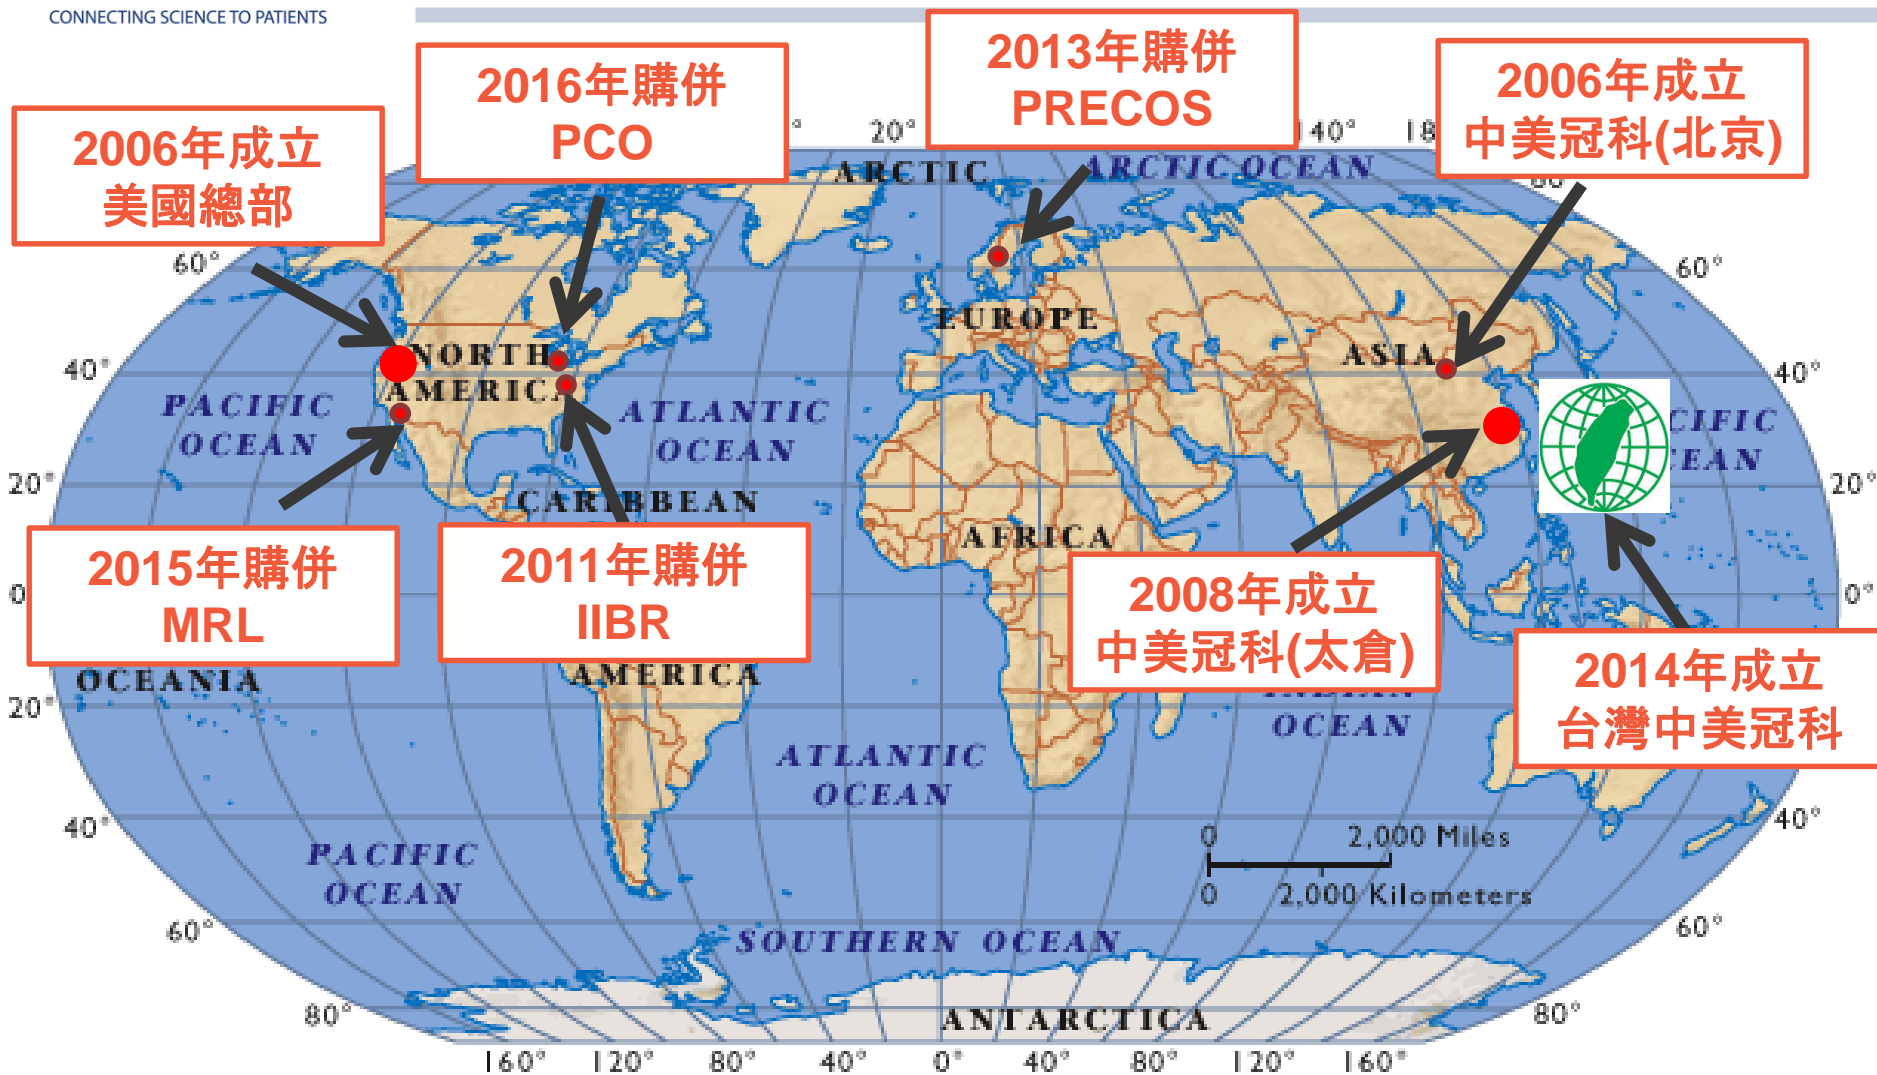 CONNECTING SCIENCE TO PATIENTS
2006年成立
美國總部
2016年購併
PCO
2013年購併
PRECOS
2006年成立
中美冠科(北京)
20°
140°
ARCTIC
ARCTIC OCEAN
60°
60°
EUROPE
ASIA
NORTH
AMERICA
40°
40°
PACIFIC
OCEAN
ATLANTIC
OCEAN
20°
20°
CARIBBEAN
AFRICA
2015年購併
MRL
2011年購併
IIBR
2008年成立
中美冠科(太倉)
2014年成立
台灣中美冠科
0
0°
OCEANIA
AMERICA
20°
OCEAN
ATLANTIC
OCEAN
40°
40°
0
2,000 Miles
0
2,000 Kilometers
PACIFIC
OCEAN
60°
60°
SOUTHERN OCEAN
80°
80°
ANTARCTICA
160°
120°
80°
40°
0°
40°
80°
120°
160°